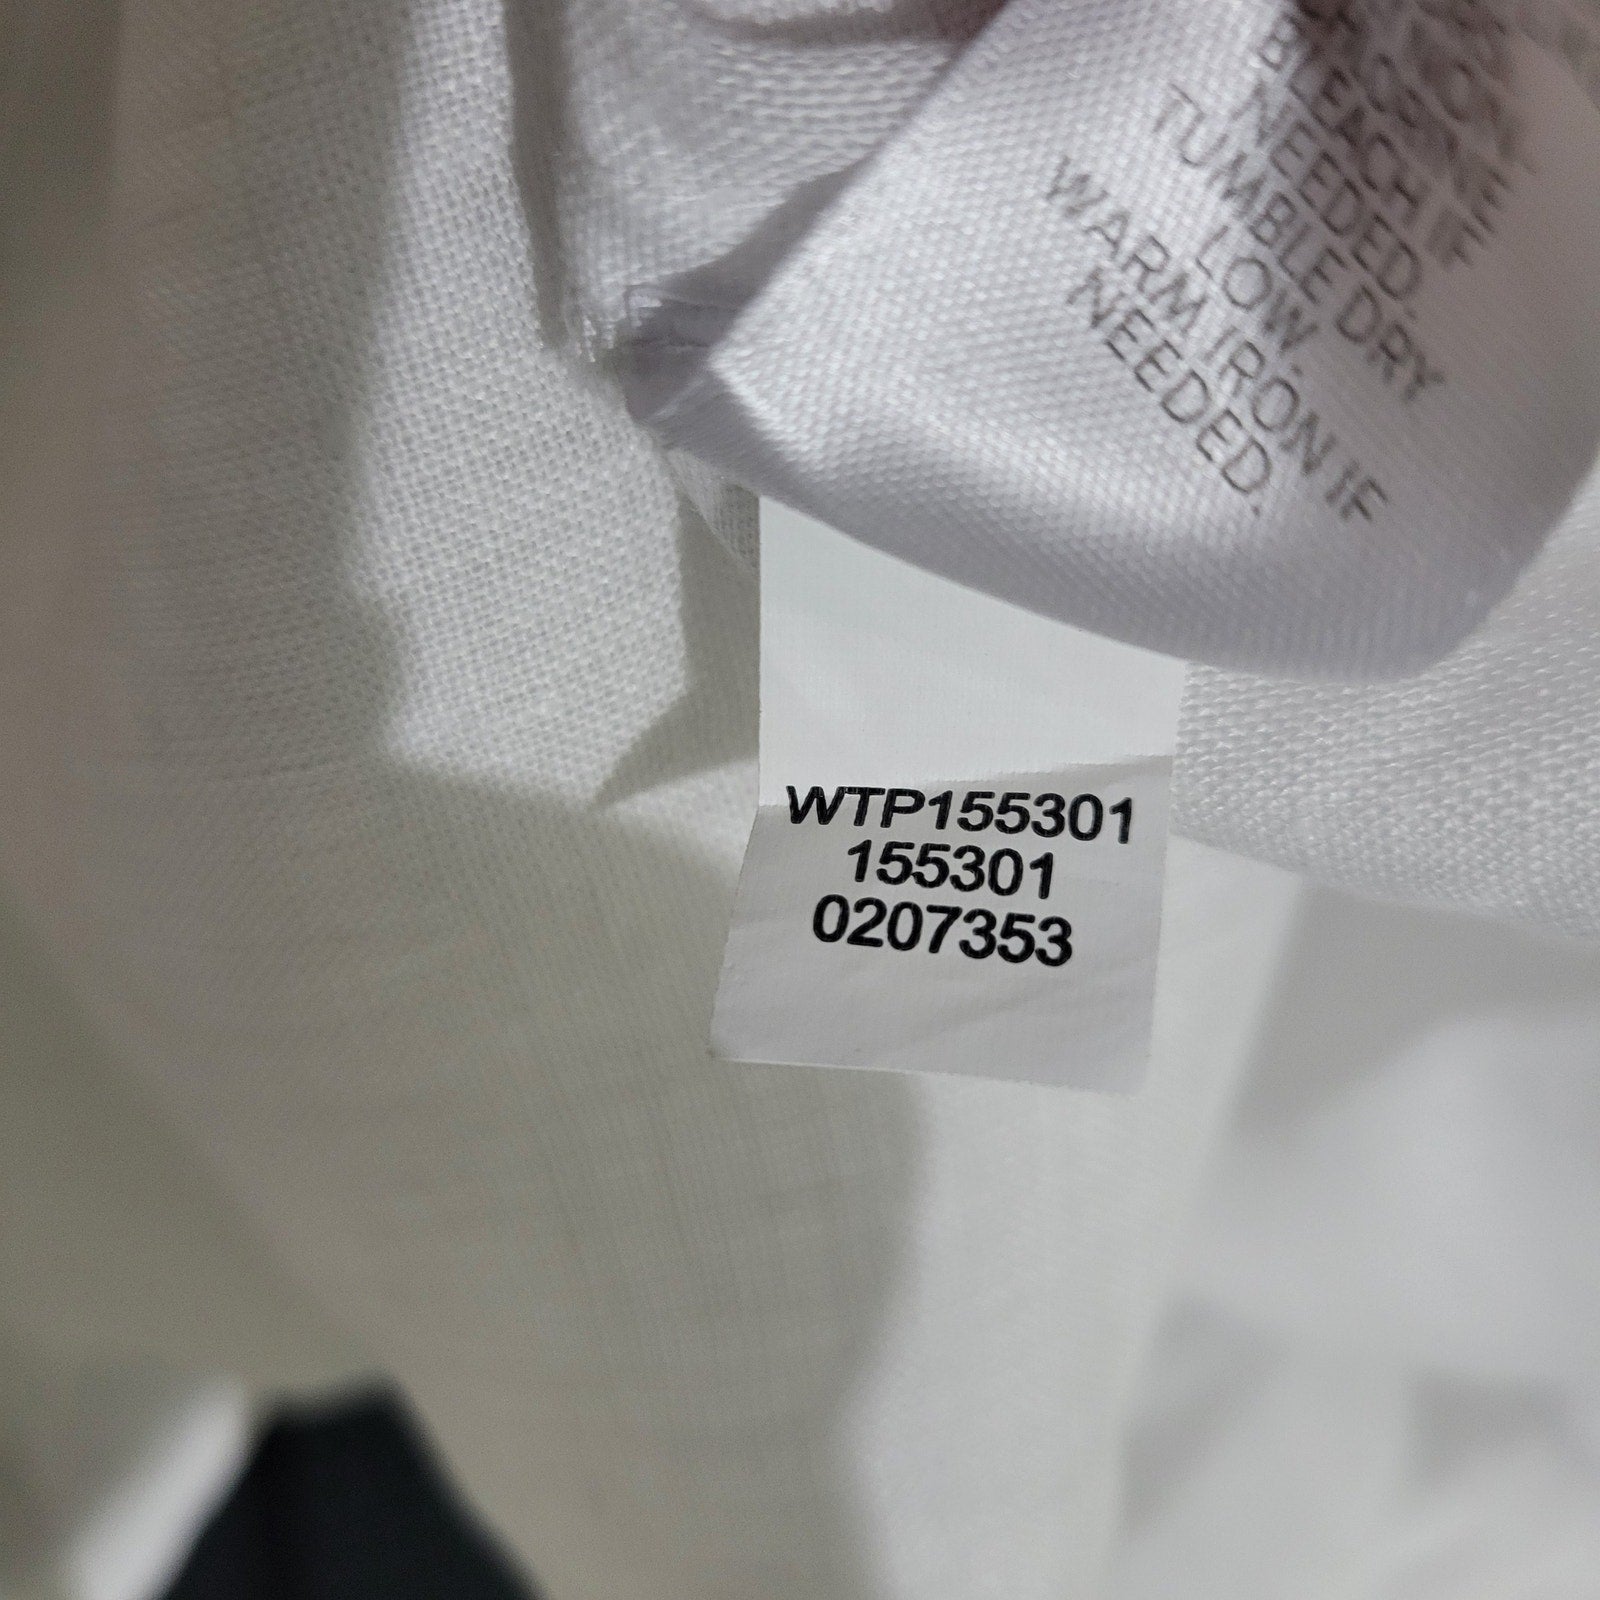 BLEACH IF
NEEDED.
TUMBLE DRY
LOW.
WARM IRON IF
NEEDED.
WTP155301
155301
0207353